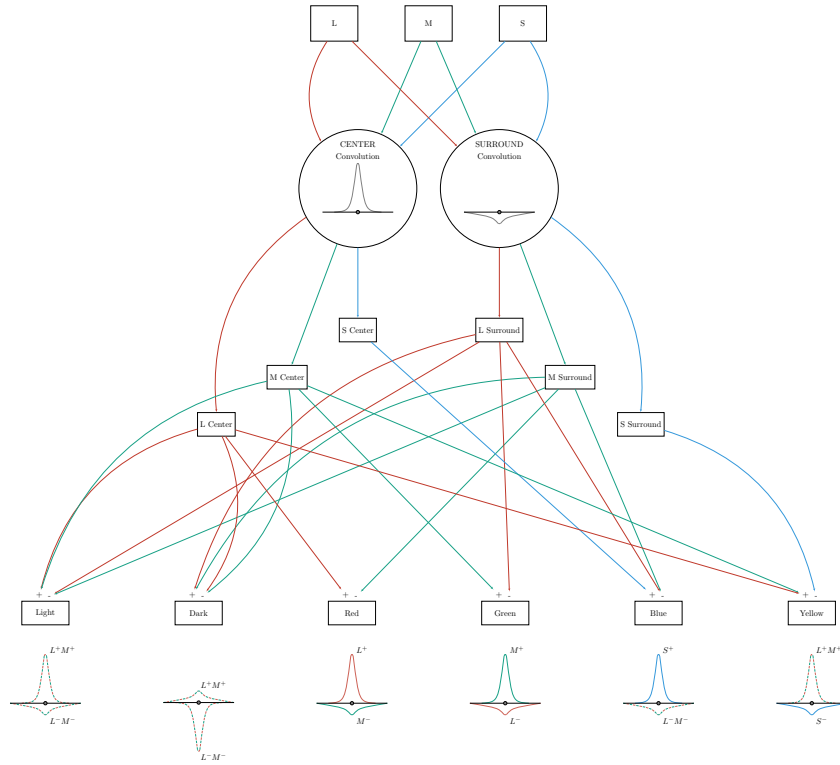 L
M
S
CENTER
Convolution
SURROUND
Convolution
S Center
L Surround
M Center
M Surround
L Center
S Surround
+ -
+ -
+ -
+ -
+ -
+ -
Light
Dark
Red
Green
Blue
Yellow
L⁺M⁺
L⁻M⁻
L⁺M⁺
L⁻M⁻
L⁺
M⁻
M⁺
L⁻
S⁺
L⁻M⁻
L⁺M⁺
S⁻